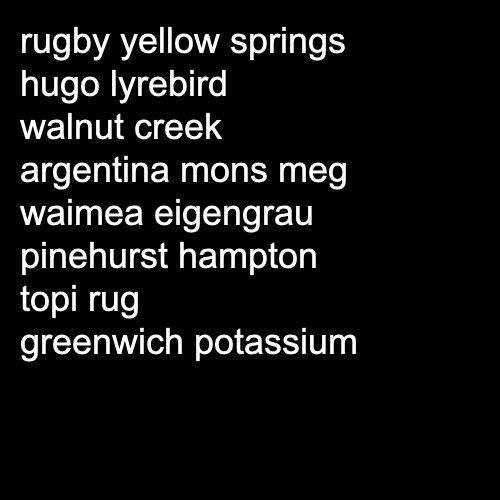 rugby yellow springs
hugo lyrebird
walnut creek
argentina mons meg
waimea eigengrau
pinehurst hampton
topi rug
greenwich potassium